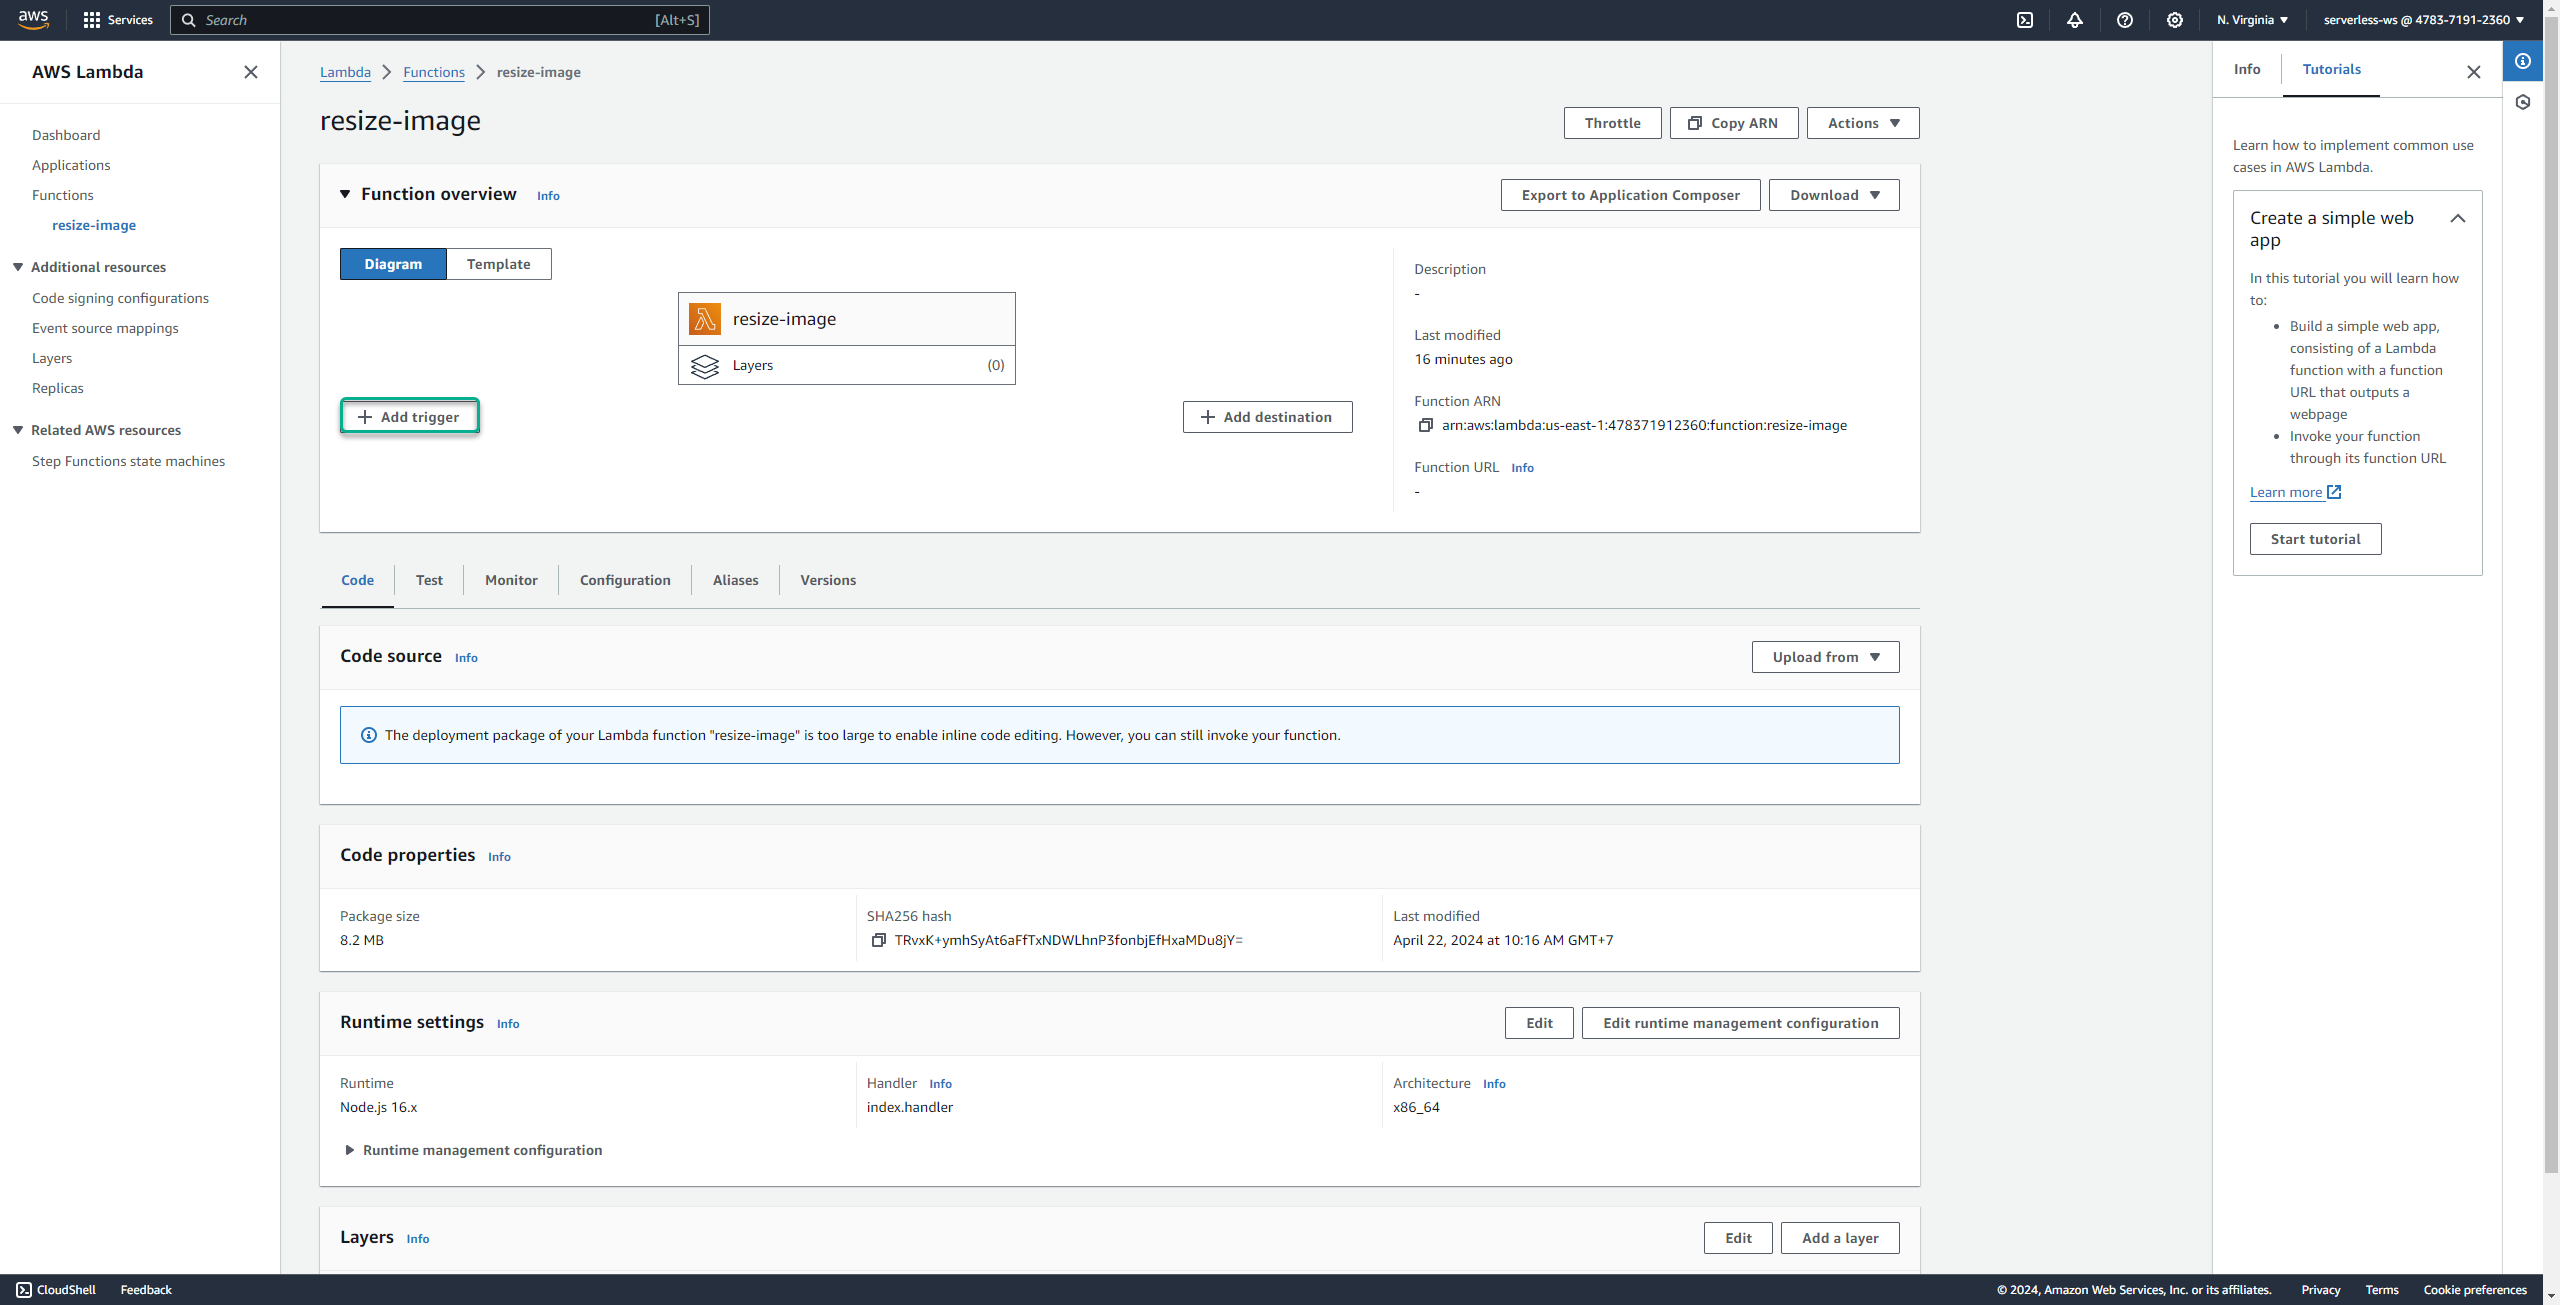 aws
Services
Search
[Alt+S]
N. Virginia
serverless-ws @ 4783-7191-2360
AWS Lambda
Dashboard
Applications
Functions
resize-image
Additional resources
Code signing configurations
Event source mappings
Layers
Replicas
Related AWS resources
Step Functions state machines
Lambda
Functions
resize-image
resize-image
Throttle
Copy ARN
Actions
Function overview Info
Export to Application Composer
Download
Diagram
Template
resize-image
Layers (0)
+ Add trigger
+ Add destination
Description
-
Last modified
16 minutes ago
Function ARN
arn:aws:lambda:us-east-1:478371912360:function:resize-image
Function URL Info
-
Code
Test
Monitor
Configuration
Aliases
Versions
Code source Info
Upload from
The deployment package of your Lambda function "resize-image" is too large to enable inline code editing. However, you can still invoke your function.
Code properties Info
Package size
8.2 MB
SHA256 hash
TRvxK+ymhSyAt6aFfTxNDWLhnP3fonbjEfHxaMDu8jY=
Last modified
April 22, 2024 at 10:16 AM GMT+7
Runtime settings Info
Edit
Edit runtime management configuration
Runtime
Node.js 16.x
Handler Info
index.handler
Architecture Info
x86_64
Runtime management configuration
Layers Info
Edit
Add a layer
Info
Tutorials
Learn how to implement common use
cases in AWS Lambda.
Create a simple web
app
In this tutorial you will learn how
to:
• Build a simple web app,
consisting of a Lambda
function with a function
URL that outputs a
webpage
• Invoke your function
through its function URL
Learn more
Start tutorial
CloudShell
Feedback
© 2024, Amazon Web Services, Inc. or its affiliates.
Privacy
Terms
Cookie preferences